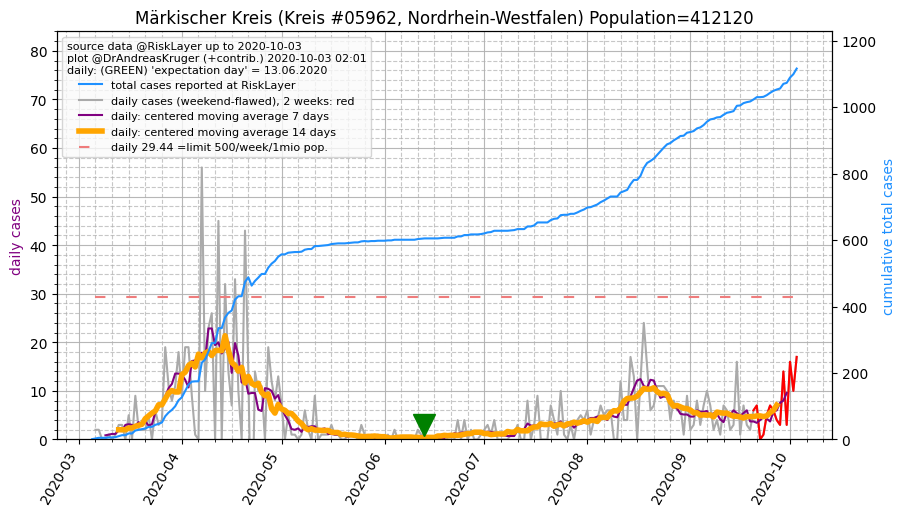 Märkischer Kreis (Kreis #05962, Nordrhein-Westfalen) Population=412120
source data @RiskLayer up to 2020-10-03
plot @DrAndreasKruger (+contrib.) 2020-10-03 02:01
daily: (GREEN) 'expectation day' = 13.06.2020
total cases reported at RiskLayer
daily cases (weekend-flawed), 2 weeks: red
daily: centered moving average 7 days
daily: centered moving average 14 days
daily 29.44 =limit 500/week/1mio pop.
daily cases
80
70
60
50
40
30
20
10
0
cumulative total cases
1200
1000
800
600
400
200
0
2020-03
2020-04
2020-05
2020-06
2020-07
2020-08
2020-09
2020-10